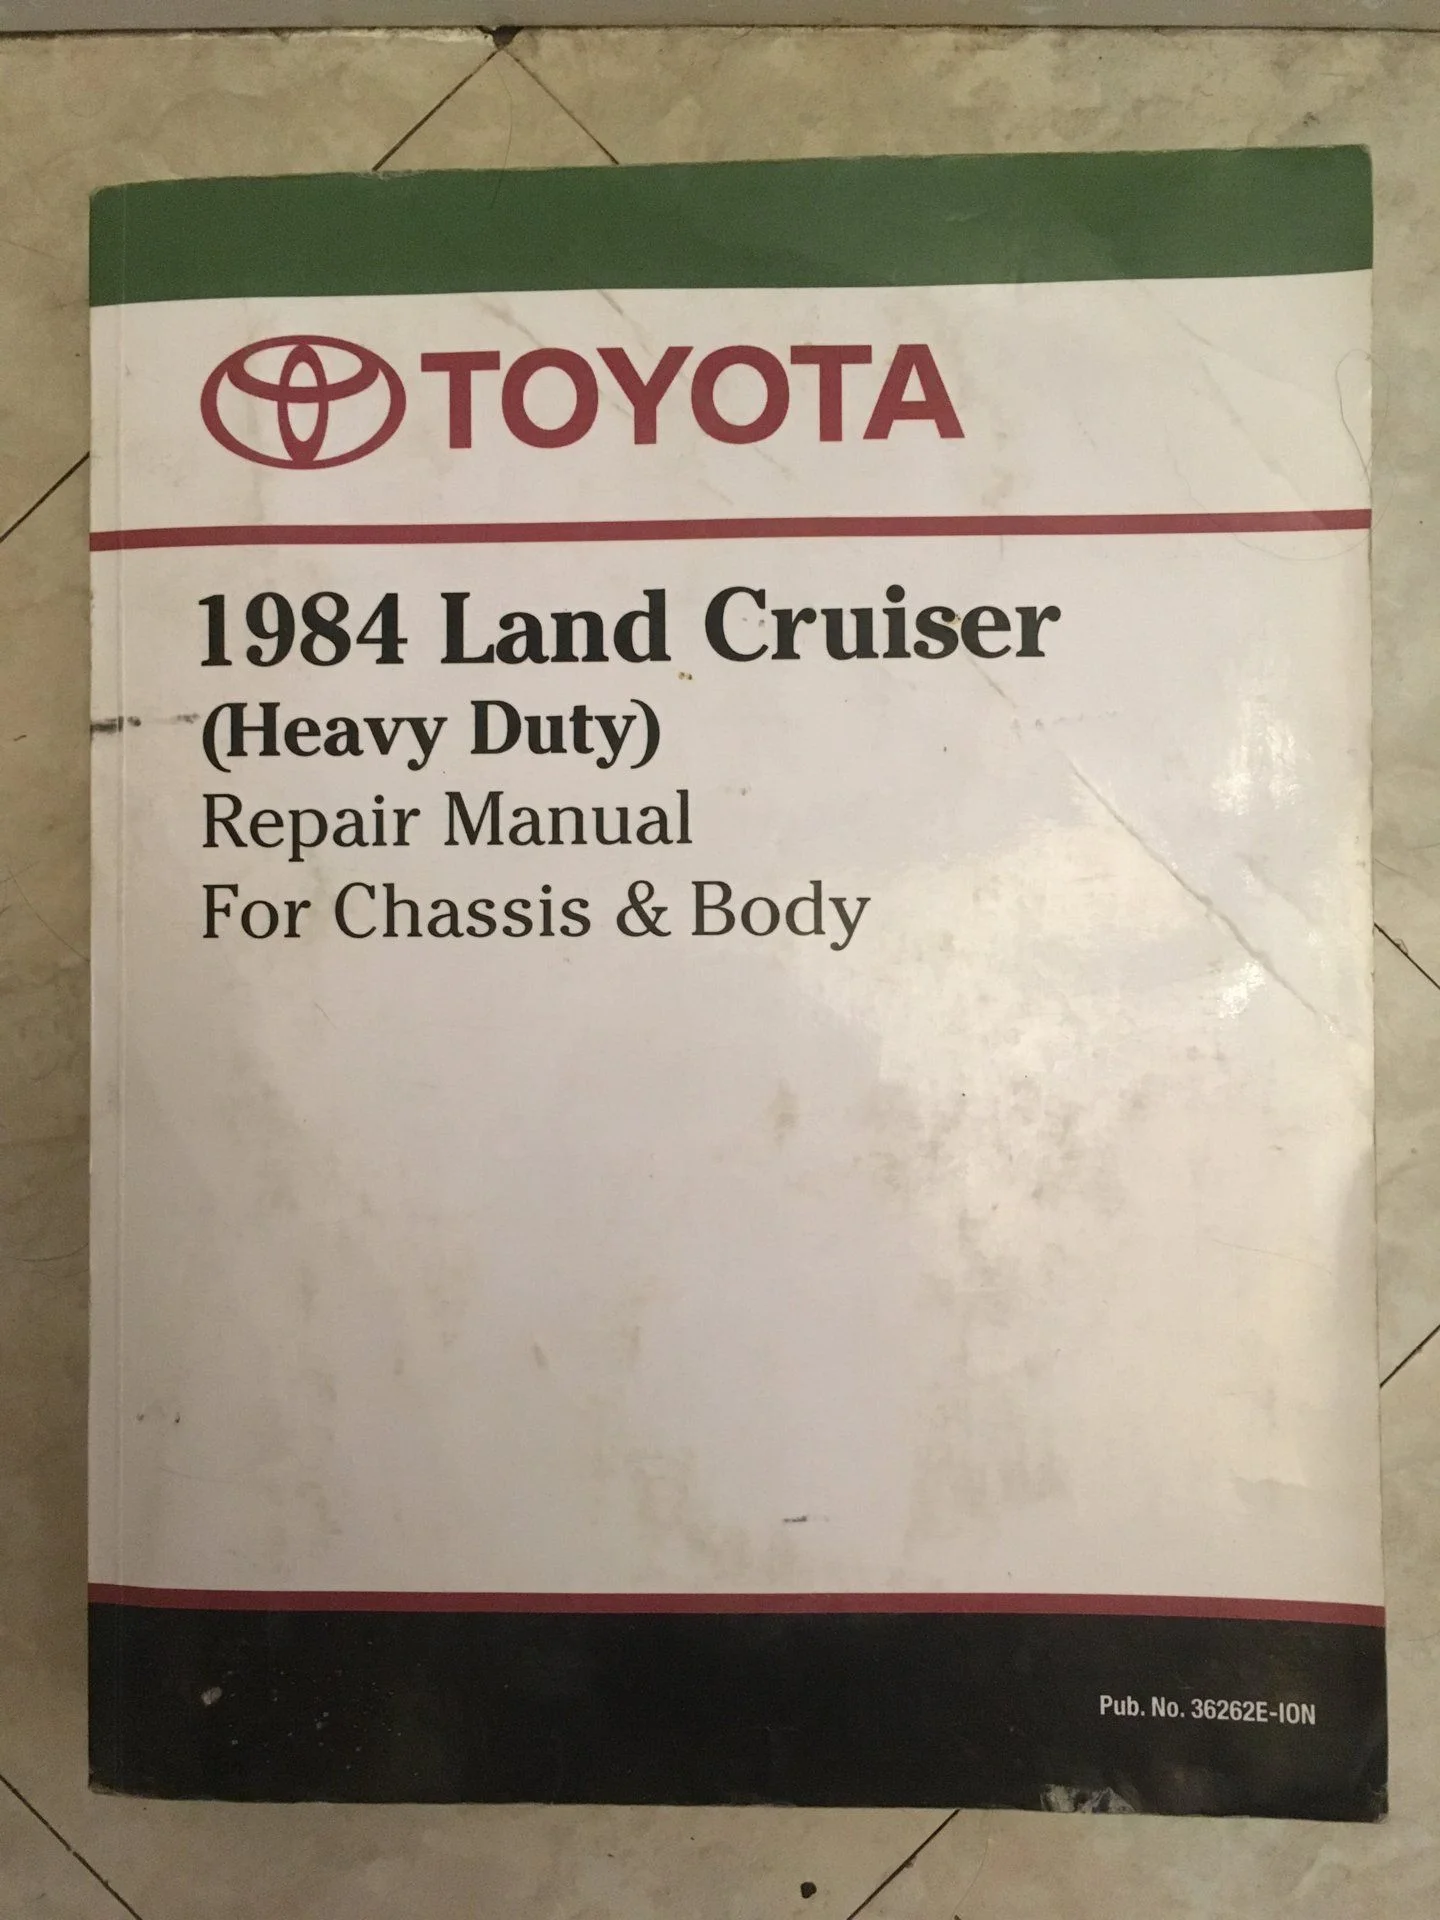 TOYOTA
1984 Land Cruiser
(Heavy Duty)
Repair Manual
For Chassis & Body
Pub. No. 36262E-ION